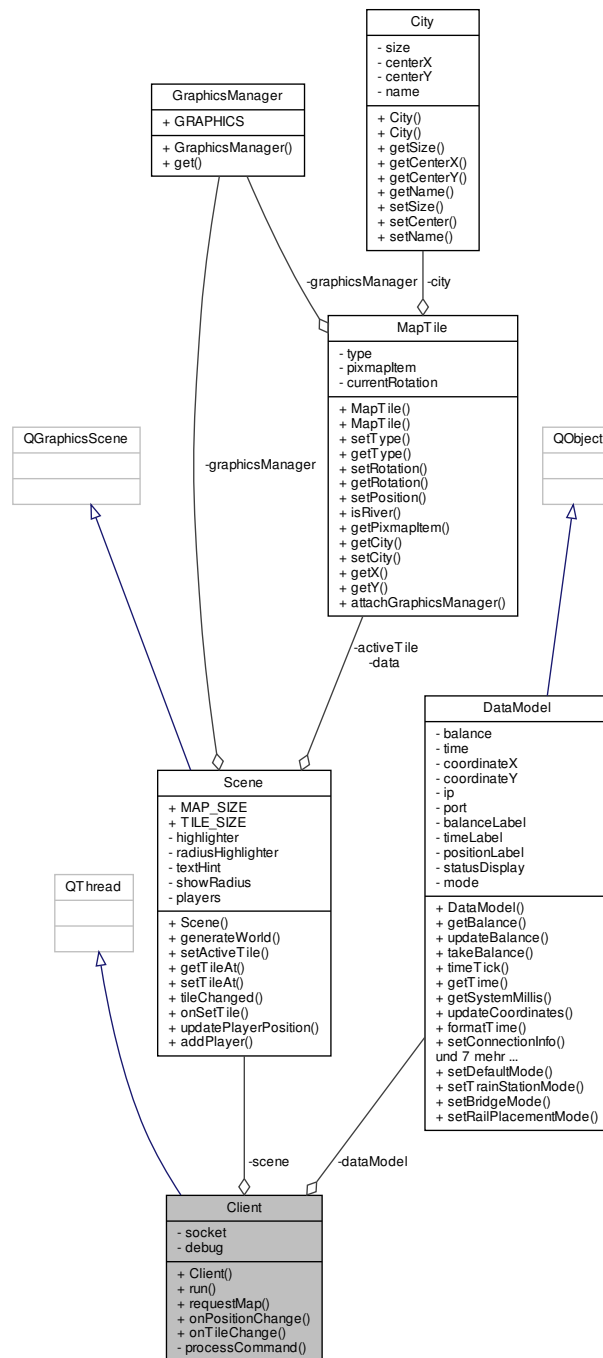 City
- size
- centerX
- centerY
- name
+ City()
+ City()
+ getSize()
+ getCenterX()
+ getCenterY()
+ getName()
+ setSize()
+ setCenter()
+ setName()
GraphicsManager
+ GRAPHICS
+ GraphicsManager()
+ get()
-graphicsManager
-city
MapTile
- type
- pixmapItem
- currentRotation
+ MapTile()
+ MapTile()
+ setType()
+ getType()
+ setRotation()
+ getRotation()
+ setPosition()
+ isRiver()
+ getPixmapItem()
+ getCity()
+ setCity()
+ getX()
+ getY()
+ attachGraphicsManager()
QGraphicsScene
-graphicsManager
QObject
-activeTile
-data
DataModel
- balance
- time
- coordinateX
- coordinateY
- ip
- port
- balanceLabel
- timeLabel
- positionLabel
- statusDisplay
- mode
+ DataModel()
+ getBalance()
+ updateBalance()
+ takeBalance()
+ timeTick()
+ getTime()
+ getSystemMillis()
+ updateCoordinates()
+ formatTime()
+ setConnectionInfo()
und 7 mehr ...
+ setDefaultMode()
+ setTrainStationMode()
+ setBridgeMode()
+ setRailPlacementMode()
Scene
+ MAP_SIZE
+ TILE_SIZE
- highlighter
- radiusHighlighter
- textHint
- showRadius
- players
+ Scene()
+ generateWorld()
+ setActiveTile()
+ getTileAt()
+ setTileAt()
+ tileChanged()
+ onSetTile()
+ updatePlayerPosition()
+ addPlayer()
QThread
-scene
-dataModel
Client
- socket
- debug
+ Client()
+ run()
+ requestMap()
+ onPositionChange()
+ onTileChange()
- processCommand()